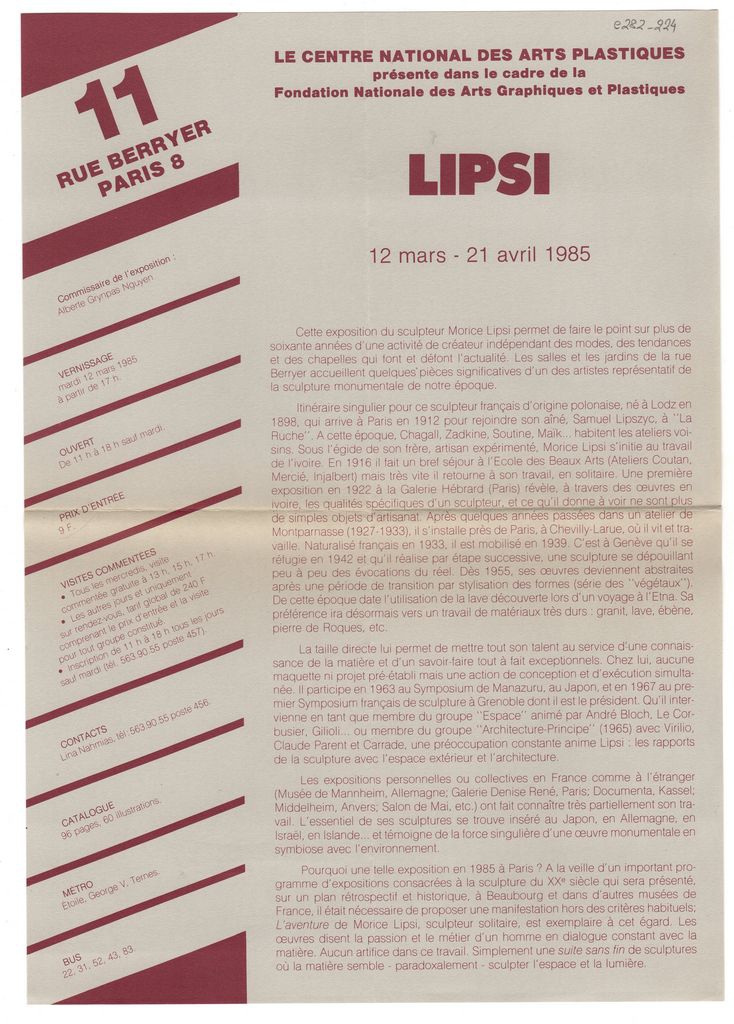 e282-224
11
RUE BERRYER
PARIS 8
Commissaire de l'exposition :
Alberte Grynpas Nguyen
VERNISSAGE
mardi 12 mars 1985
à partir de 17 h.
OUVERT
De 11 h à 18 h sauf mardi.
PRIX D'ENTRÉE
9 F.
VISITES COMMENTÉES
• Tous les mercredis, visite
commentée gratuite à 13 h, 15 h, 17 h.
• Les autres jours et uniquement
sur rendez-vous, tarif global de 240 F
comprenant le prix d'entrée et la visite
pour tout groupe constitué.
• Inscription de 11 h à 18 h tous les jours
sauf mardi (tél. 563.90.55 poste 457).
CONTACTS
Lina Nahmias, tél: 563.90.55 poste 456.
CATALOGUE
96 pages, 60 illustrations.
MÉTRO
Etoile, George V, Ternes.
BUS
22, 31, 52, 43, 83.
LE CENTRE NATIONAL DES ARTS PLASTIQUES
présente dans le cadre de la
Fondation Nationale des Arts Graphiques et Plastiques
LIPSI
12 mars - 21 avril 1985
Cette exposition du sculpteur Morice Lipsi permet de faire le point sur plus de
soixante années d'une activité de créateur indépendant des modes, des tendances
et des chapelles qui font et défont l'actualité. Les salles et les jardins de la rue
Berryer accueillent quelques pièces significatives d'un des artistes représentatif de
la sculpture monumentale de notre époque.
Itinéraire singulier pour ce sculpteur français d'origine polonaise, né à Lodz en
1898, qui arrive à Paris en 1912 pour rejoindre son aîné, Samuel Lipszyc, à "La
Ruche". A cette époque, Chagall, Zadkine, Soutine, Maïk... habitent les ateliers voi-
sins. Sous l'égide de son frère, artisan expérimenté, Morice Lipsi s'initie au travail
de l'ivoire. En 1916 il fait un bref séjour à l'Ecole des Beaux Arts (Ateliers Coutan,
Mercié, Injalbert) mais très vite il retourne à son travail, en solitaire. Une première
exposition en 1922 à la Galerie Hébrard (Paris) révèle, à travers des œuvres en
ivoire, les qualités spécifiques d'un sculpteur, et ce qu'il donne à voir ne sont plus
de simples objets d'artisanat. Après quelques années passées dans un atelier de
Montparnasse (1927-1933), il s'installe près de Paris, à Chevilly-Larue, où il vit et tra-
vaille. Naturalisé français en 1933, il est mobilisé en 1939. C'est à Genève qu'il se
réfugie en 1942 et qu'il réalise par étape successive, une sculpture se dépouillant
peu à peu des évocations du réel. Dès 1955, ses œuvres deviennent abstraites
après une période de transition par stylisation des formes (série des "végétaux").
De cette époque date l'utilisation de la lave découverte lors d'un voyage à l'Etna. Sa
préférence ira désormais vers un travail de matériaux très durs : granit, lave, ébène,
pierre de Roques, etc.
La taille directe lui permet de mettre tout son talent au service d'une connais-
sance de la matière et d'un savoir-faire tout à fait exceptionnels. Chez lui, aucune
maquette ni projet pré-établi mais une action de conception et d'exécution simulta-
née. Il participe en 1963 au Symposium de Manazuru, au Japon, et en 1967 au pre-
mier Symposium français de sculpture à Grenoble dont il est le président. Qu'il inter-
vienne en tant que membre du groupe "Espace" animé par André Bloch, Le Cor-
busier, Gilioli... ou membre du groupe "Architecture-Principe" (1965) avec Virilio,
Claude Parent et Carrade, une préoccupation constante anime Lipsi : les rapports
de la sculpture avec l'espace extérieur et l'architecture.
Les expositions personnelles ou collectives en France comme à l'étranger
(Musée de Mannheim, Allemagne; Galerie Denise René, Paris; Documenta, Kassel;
Middelheim, Anvers; Salon de Mai, etc.) ont fait connaître très partiellement son tra-
vail. L'essentiel de ses sculptures se trouve inséré au Japon, en Allemagne, en
Israël, en Islande... et témoigne de la force singulière d'une œuvre monumentale en
symbiose avec l'environnement.
Pourquoi une telle exposition en 1985 à Paris ? A la veille d'un important pro-
gramme d'expositions consacrées à la sculpture du XXᵉ siècle qui sera présenté,
sur un plan rétrospectif et historique, à Beaubourg et dans d'autres musées de
France, il était nécessaire de proposer une manifestation hors des critères habituels;
L'aventure de Morice Lipsi, sculpteur solitaire, est exemplaire à cet égard. Les
œuvres disent la passion et le métier d'un homme en dialogue constant avec la
matière. Aucun artifice dans ce travail. Simplement une suite sans fin de sculptures
où la matière semble - paradoxalement - sculpter l'espace et la lumière.